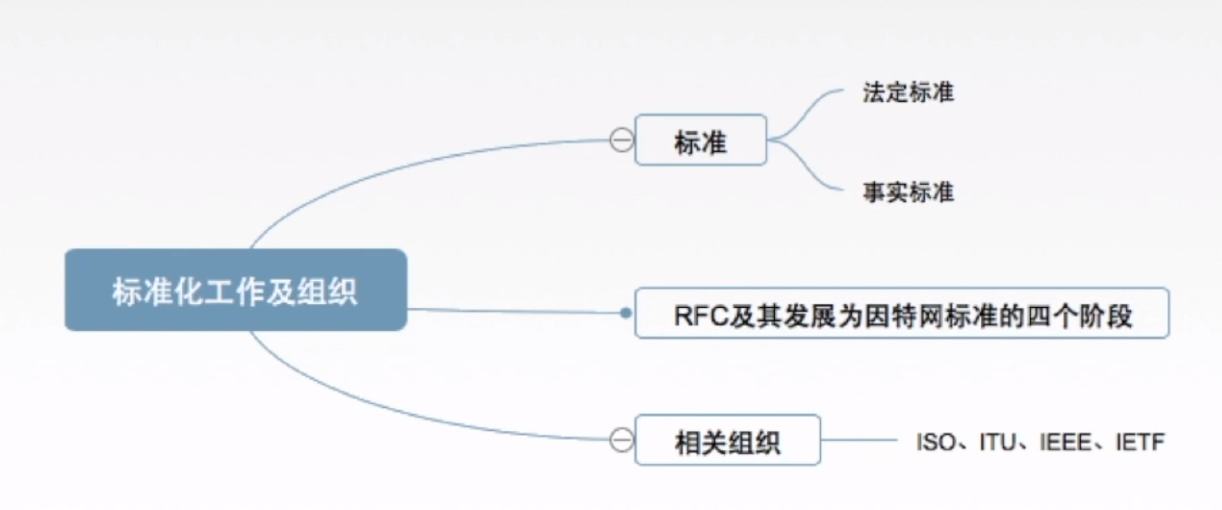 法定标准
标准
事实标准
标准化工作及组织
RFC及其发展为因特网标准的四个阶段
相关组织
ISO、ITU、IEEE、IETF